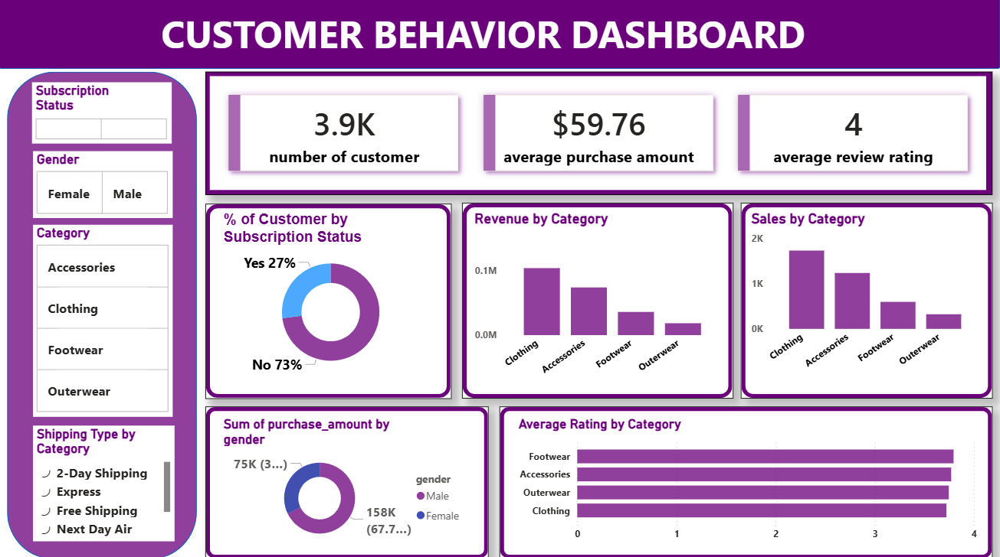 CUSTOMER BEHAVIOR DASHBOARD
Subscription
Status
Gender
Female
Male
Category
Accessories
Clothing
Footwear
Outerwear
Shipping Type by
Category
2-Day Shipping
Express
Free Shipping
Next Day Air
3.9K
number of customer
$59.76
average purchase amount
4
average review rating
% of Customer by
Subscription Status
Yes 27%
No 73%
Revenue by Category
0.1M
0.0M
Clothing
Accessories
Footwear
Outerwear
Sales by Category
2K
1K
0K
Clothing
Accessories
Footwear
Outerwear
Sum of purchase_amount by
gender
75K (3...)
158K
(67.7...)
gender
Male
Female
Average Rating by Category
Footwear
Accessories
Outerwear
Clothing
0 1 2 3 4